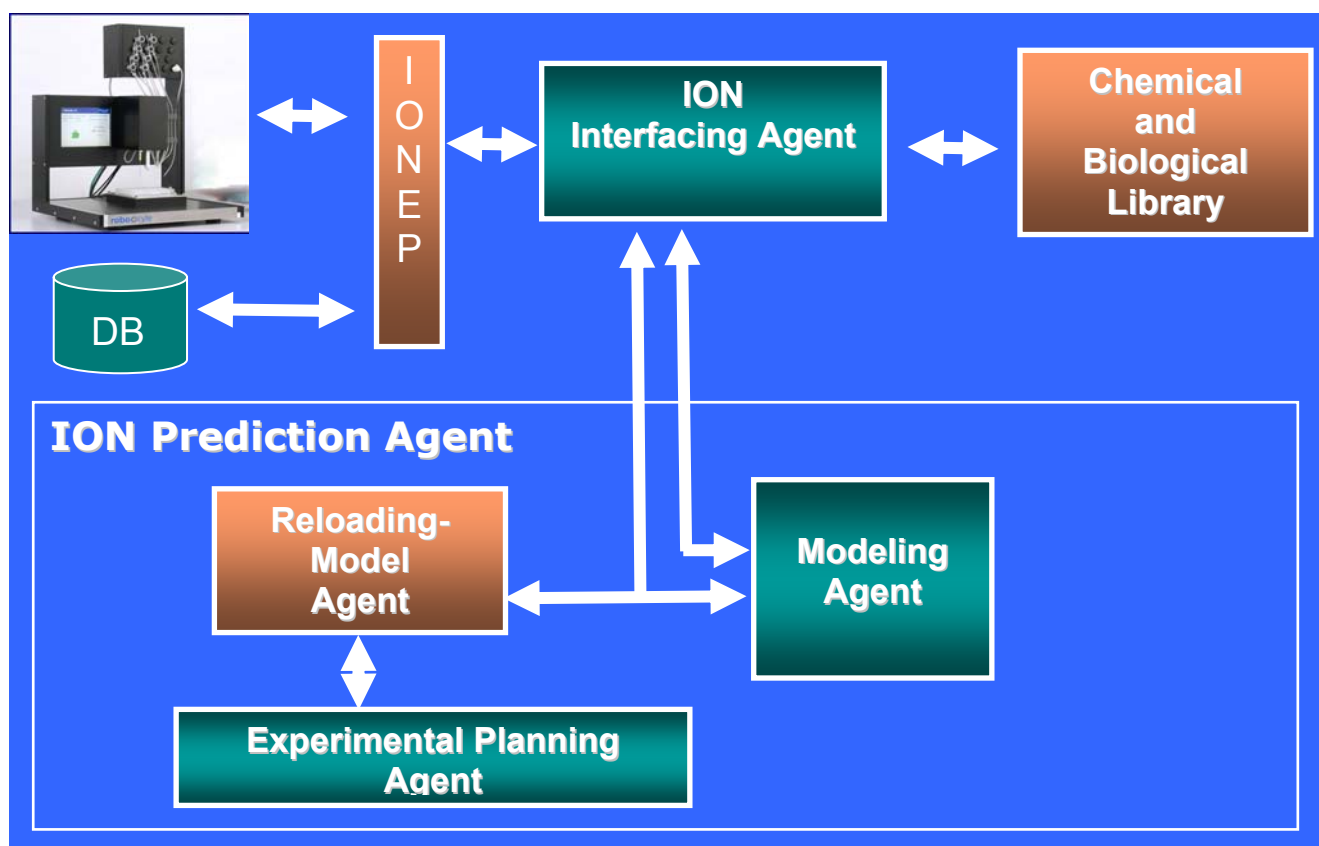 I
O
N
E
P
ION
Interfacing Agent
Chemical
and
Biological
Library
robocyte
DB
ION Prediction Agent
Reloading-
Model
Agent
Modeling
Agent
Experimental Planning
Agent